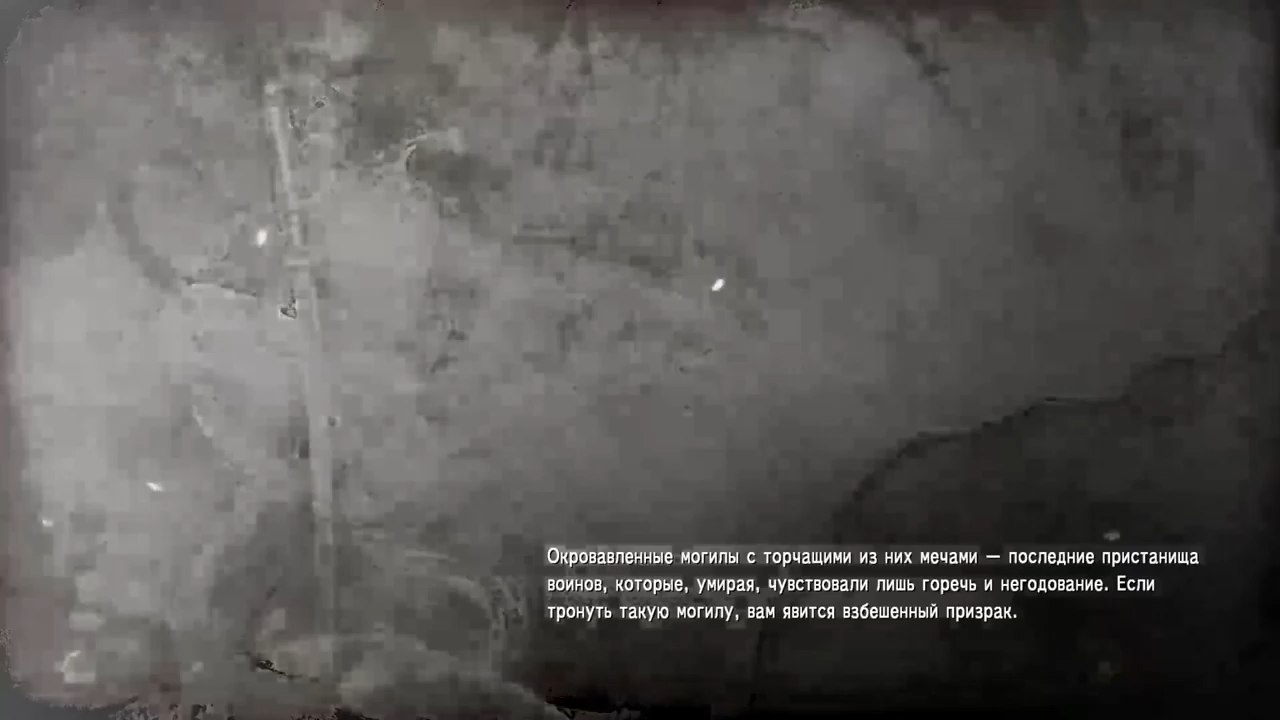 Окровавленные могилы с торчащими из них мечами — последние пристанища
воинов, которые, умирая, чувствовали лишь горечь и негодование. Если
тронуть такую могилу, вам явится взбешенный призрак.